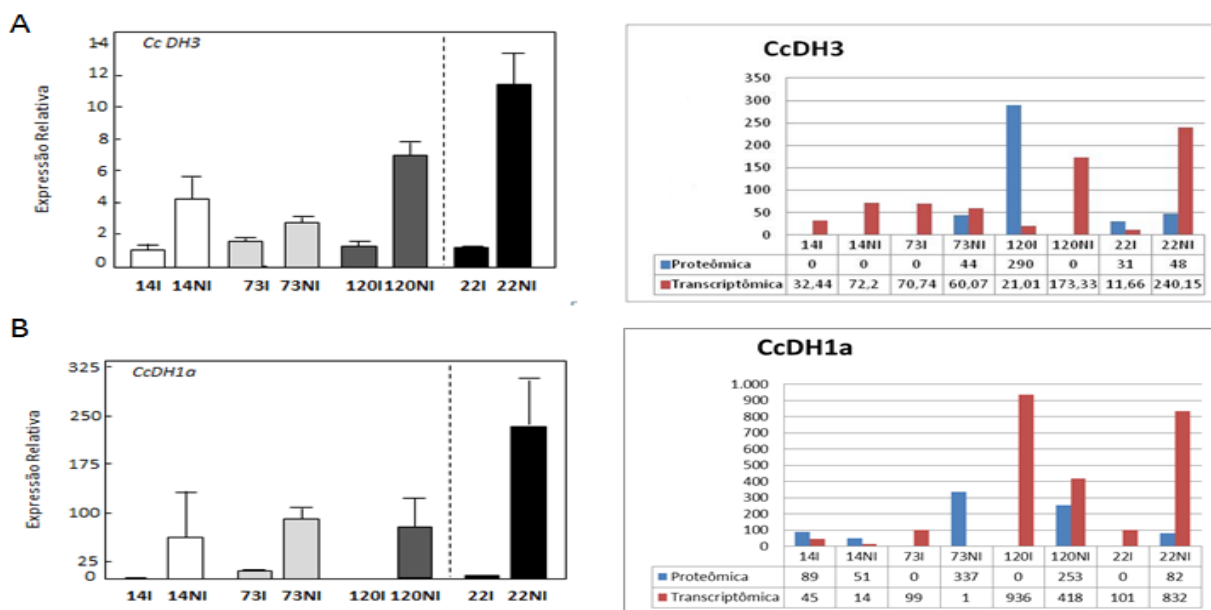 A
Cc DH3
Expressão Relativa
14
12
10
8
6
4
2
0
14I 14NI 73I 73NI 120I 120NI 22I 22NI
CcDH3
350
300
250
200
150
100
50
0
14I 14NI 73I 73NI 120I 120NI 22I 22NI
Proteômica 0 0 0 44 290 0 31 48
Transcriptômica 32,44 72,2 70,74 60,07 21,01 173,33 11,66 240,15
B
CcDH1a
Expressão Relativa
325
250
175
100
25
0
14I 14NI 73I 73NI 120I 120NI 22I 22NI
CcDH1a
1.000
900
800
700
600
500
400
300
200
100
0
14I 14NI 73I 73NI 120I 120NI 22I 22NI
Proteômica 89 51 0 337 0 253 0 82
Transcriptômica 45 14 99 1 936 418 101 832